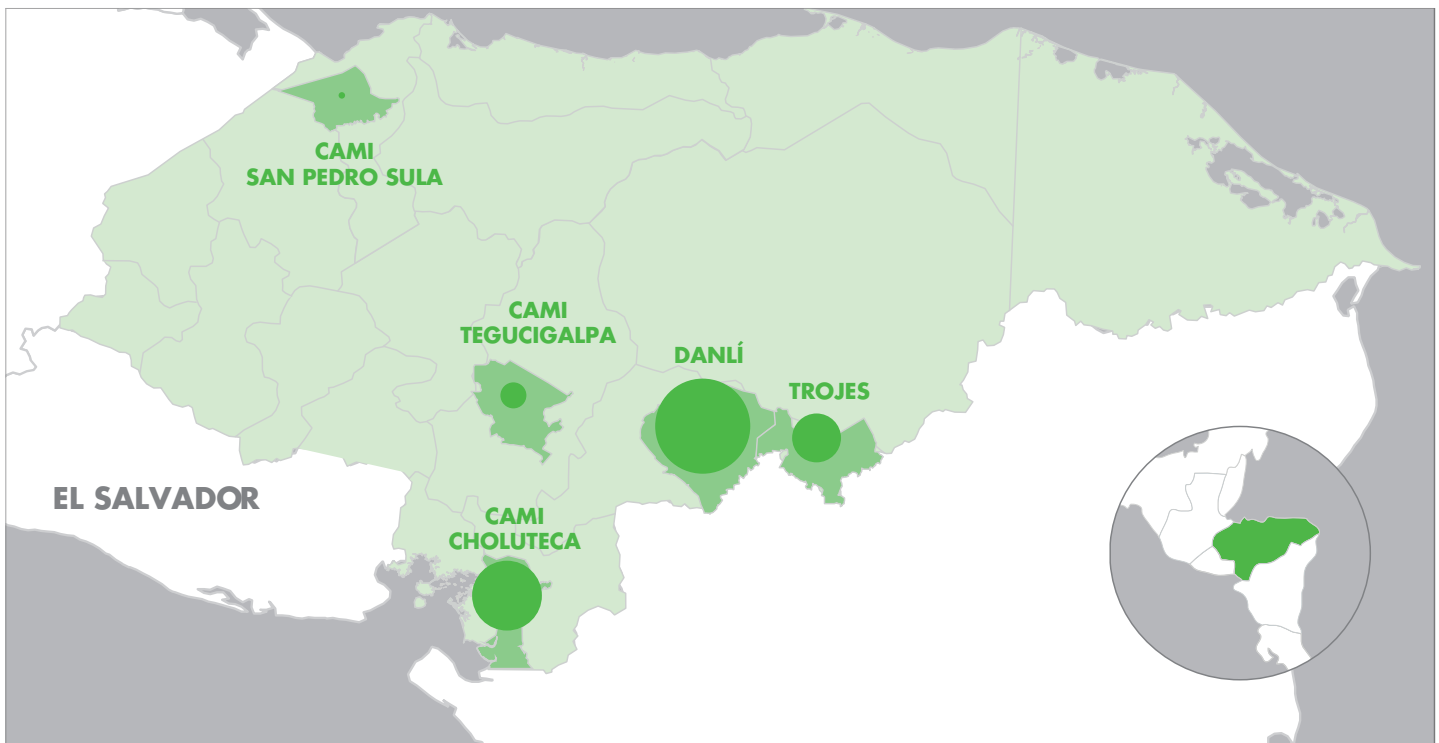 CAMI
SAN PEDRO SULA
CAMI
TEGUCIGALPA
DANLÍ
TROJES
EL SALVADOR
CAMI
CHOLUTECA